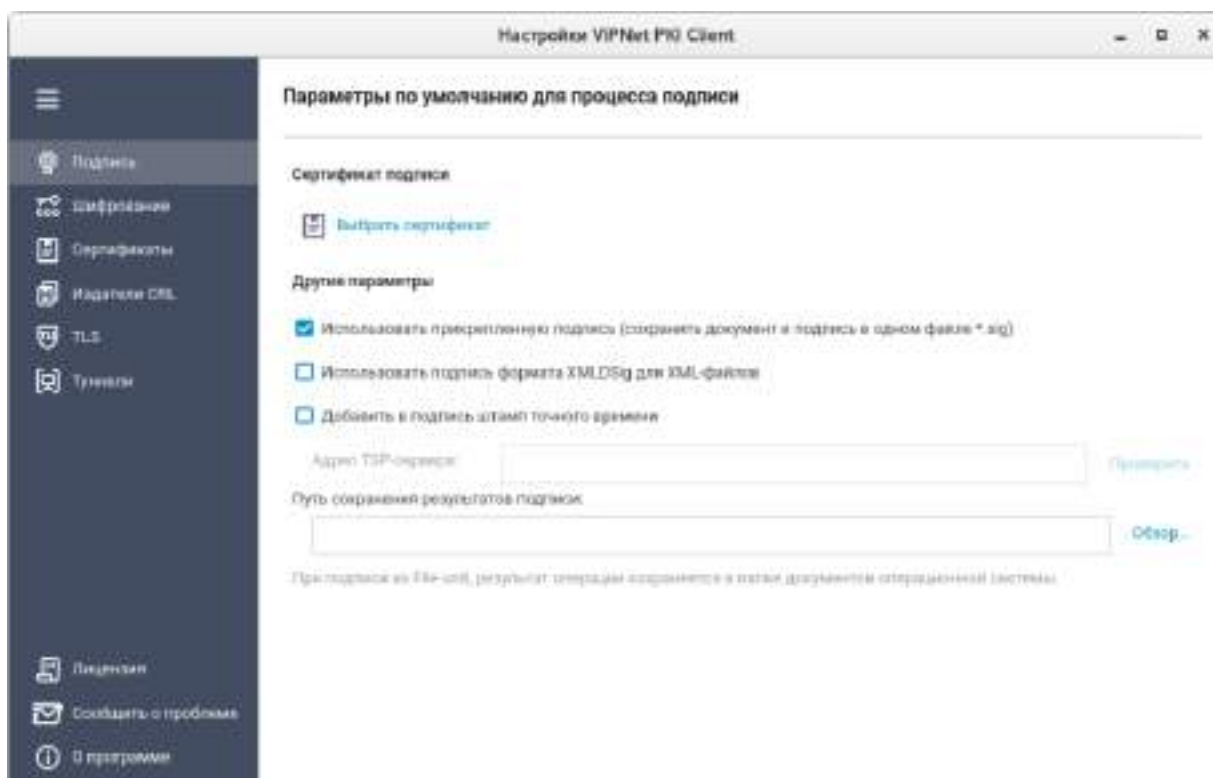 Настройки ViPNet PKI Client
Параметры по умолчанию для процесса подписи
Подпись
Шифрование
Сертификаты
Издатели CRL
TLS
Туннели
Сертификат подписи
Выбрать сертификат
Другие параметры
Использовать прикрепленную подпись (сохранять документ и подпись в одном файле *.sig)
Использовать подпись формата XMLDSig для XML-файлов
Добавить в подпись штамп точного времени
Адрес TSP-сервера:
Проверить
Путь сохранения результатов подписи:
Обзор...
При подписи из File-unit, результат операции сохраняется в папке документов операционной системы.
Лицензия
Сообщить о проблеме
О программе